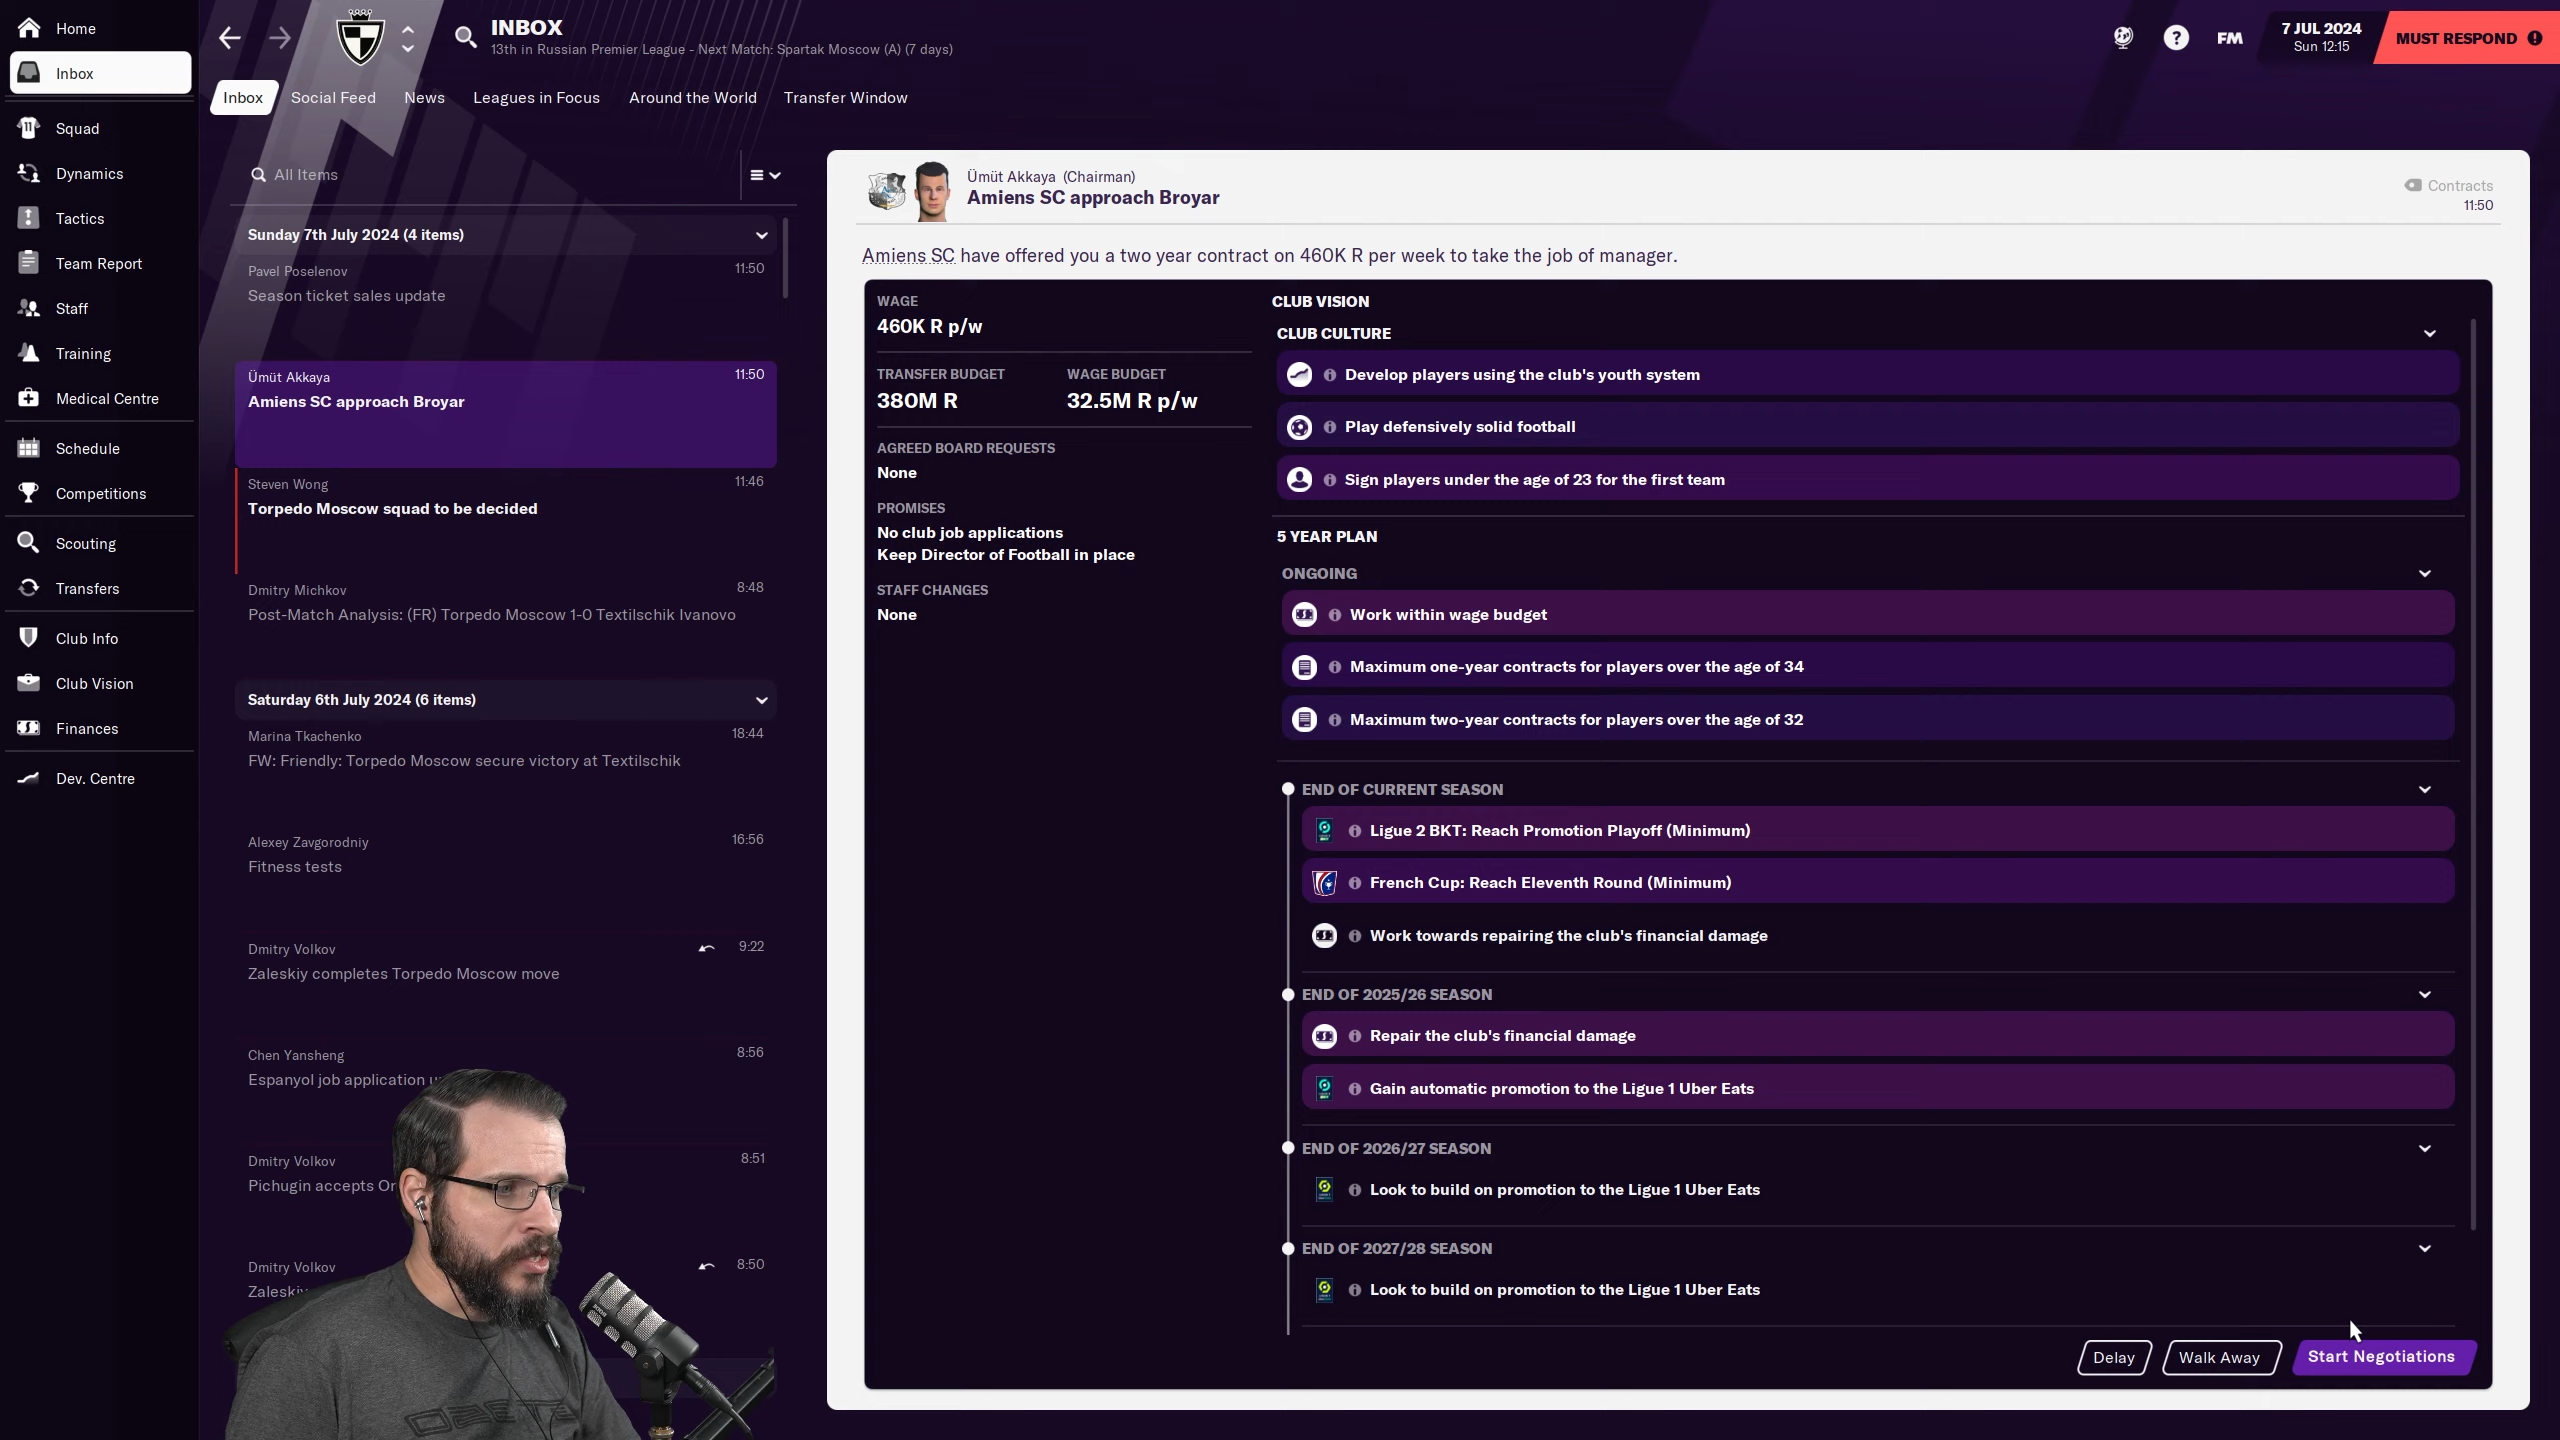 Home
Inbox
Squad
Dynamics
Tactics
Team Report
Staff
Training
Medical Centre
Schedule
Competitions
Scouting
Transfers
Club Info
Club Vision
Finances
Dev. Centre
INBOX
13th in Russian Premier League - Next Match: Spartak Moscow (A) (7 days)
FM
7 JUL 2024
Sun 12:15
MUST RESPOND
Inbox Social Feed News Leagues in Focus Around the World Transfer Window
All Items
Sunday 7th July 2024 (4 items)
Pavel Poselenov 11:50
Season ticket sales update
Ümüt Akkaya 11:50
Amiens SC approach Broyar
Steven Wong 11:46
Torpedo Moscow squad to be decided
Dmitry Michkov 8:48
Post-Match Analysis: (FR) Torpedo Moscow 1-0 Textilschik Ivanovo
Saturday 6th July 2024 (6 items)
Marina Tkachenko 18:44
FW: Friendly: Torpedo Moscow secure victory at Textilschik
Alexey Zavgorodniy 16:56
Fitness tests
Dmitry Volkov 9:22
Zaleskiy completes Torpedo Moscow move
Chen Yansheng 8:56
Espanyol job application
Dmitry Volkov 8:51
Pichugin accepts
Dmitry Volkov 8:50
Ümüt Akkaya (Chairman)
Amiens SC approach Broyar
Contracts
11:50
Amiens SC have offered you a two year contract on 460K R per week to take the job of manager.
WAGE
460K R p/w
TRANSFER BUDGET WAGE BUDGET
380M R 32.5M R p/w
AGREED BOARD REQUESTS
None
PROMISES
No club job applications
Keep Director of Football in place
STAFF CHANGES
None
CLUB VISION
CLUB CULTURE
Develop players using the club's youth system
Play defensively solid football
Sign players under the age of 23 for the first team
5 YEAR PLAN
ONGOING
Work within wage budget
Maximum one-year contracts for players over the age of 34
Maximum two-year contracts for players over the age of 32
END OF CURRENT SEASON
Ligue 2 BKT: Reach Promotion Playoff (Minimum)
French Cup: Reach Eleventh Round (Minimum)
Work towards repairing the club's financial damage
END OF 2025/26 SEASON
Repair the club's financial damage
Gain automatic promotion to the Ligue 1 Uber Eats
END OF 2026/27 SEASON
Look to build on promotion to the Ligue 1 Uber Eats
END OF 2027/28 SEASON
Look to build on promotion to the Ligue 1 Uber Eats
Delay Walk Away Start Negotiations